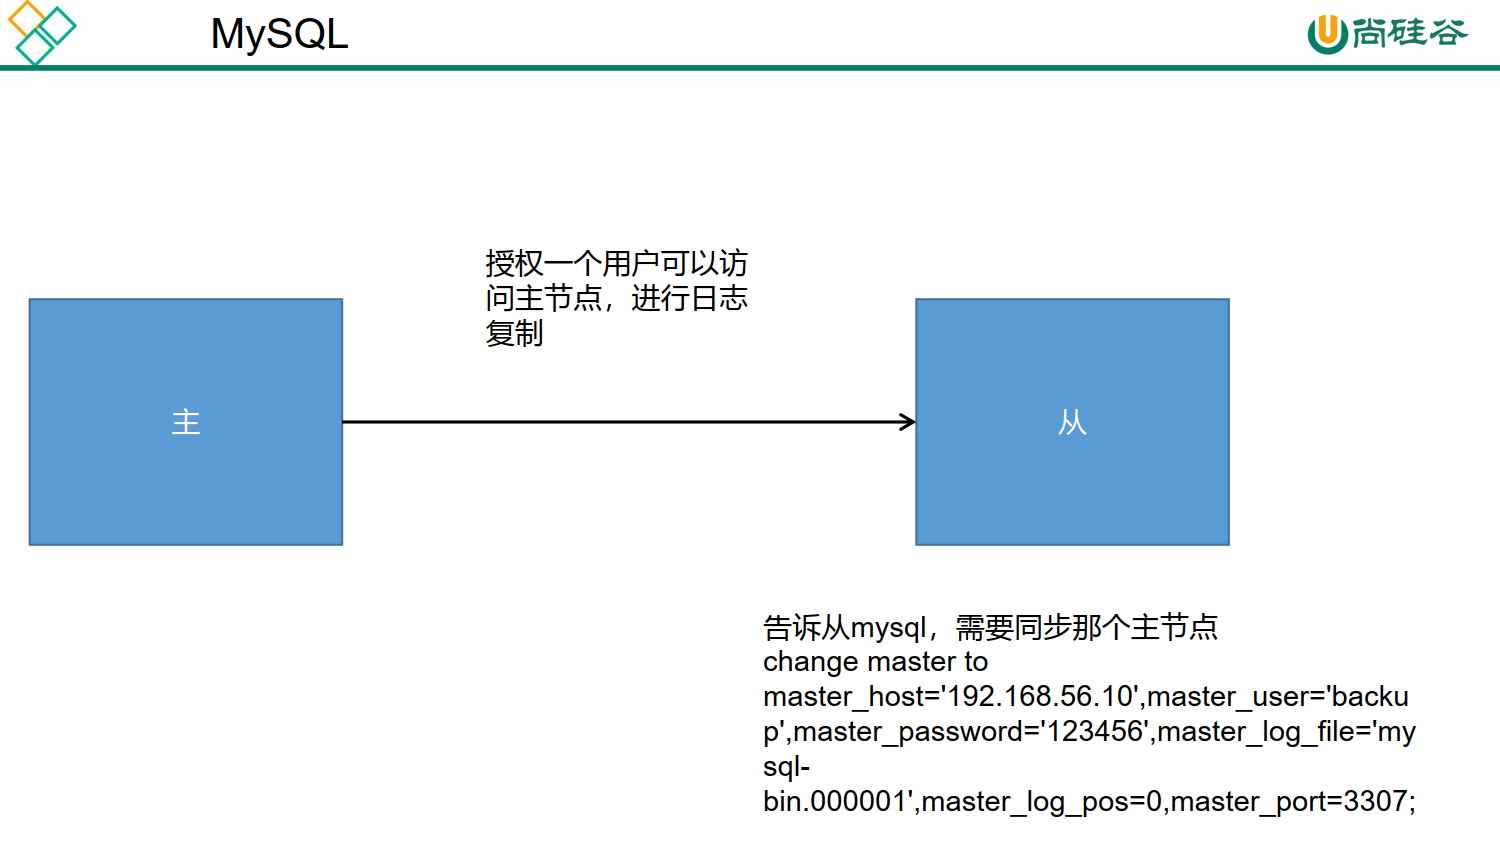 MySQL
尚硅谷
授权一个用户可以访
问主节点，进行日志
复制
主
从
告诉从mysql，需要同步那个主节点
change master to
master_host='192.168.56.10',master_user='backu
p',master_password='123456',master_log_file='my
sql-
bin.000001',master_log_pos=0,master_port=3307;